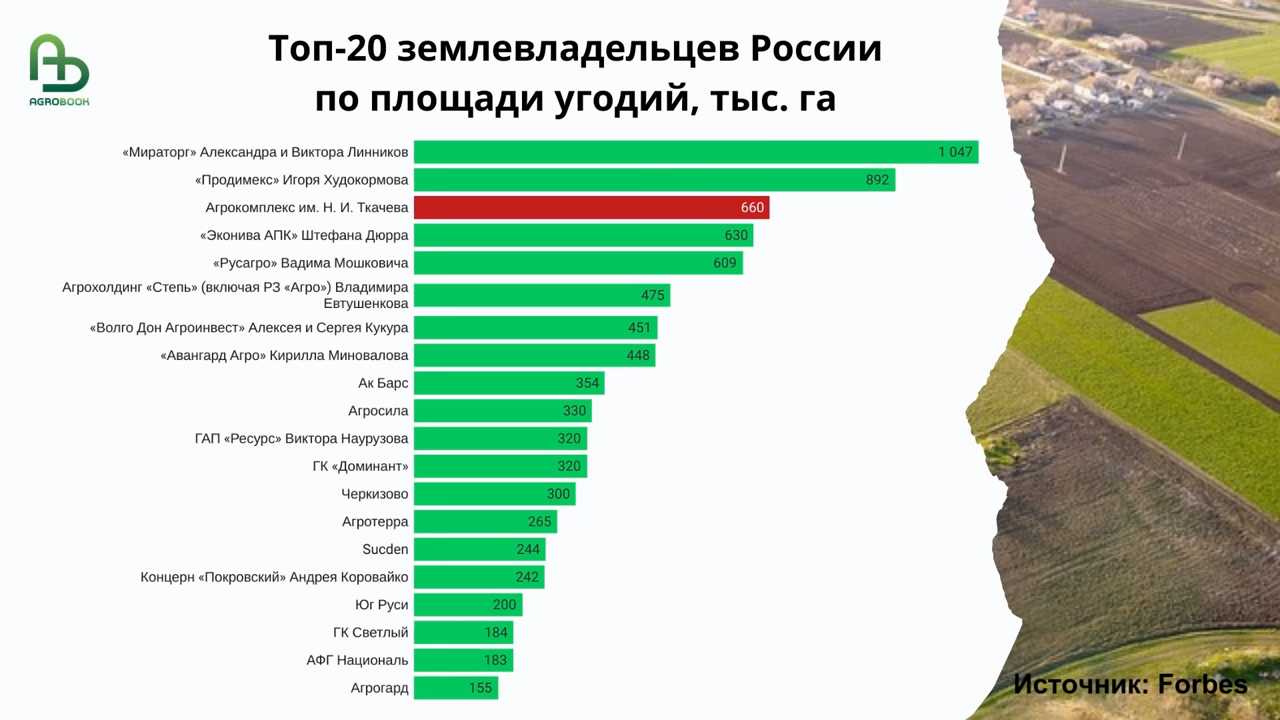 AGROBOOK
Топ-20 землевладельцев России
по площади угодий, тыс. га
«Мираторг» Александра и Виктора Линников 1 047
«Продимекс» Игоря Худокормова 892
Агрокомплекс им. Н. И. Ткачева 660
«Эконива АПК» Штефана Дюрра 630
«Русагро» Вадима Мошковича 609
Агрохолдинг «Степь» (включая РЗ «Агро») Владимира
Евтушенкова 475
«Волго Дон Агроинвест» Алексея и Сергея Кукура 451
«Авангард Агро» Кирилла Миновалова 448
Ак Барс 354
Агросила 330
ГАП «Ресурс» Виктора Наурузова 320
ГК «Доминант» 320
Черкизово 300
Агротерра 265
Sucden 244
Концерн «Покровский» Андрея Коровайко 242
Юг Руси 200
ГК Светлый 184
АФГ Националь 183
Агрогард 155
Источник: Forbes